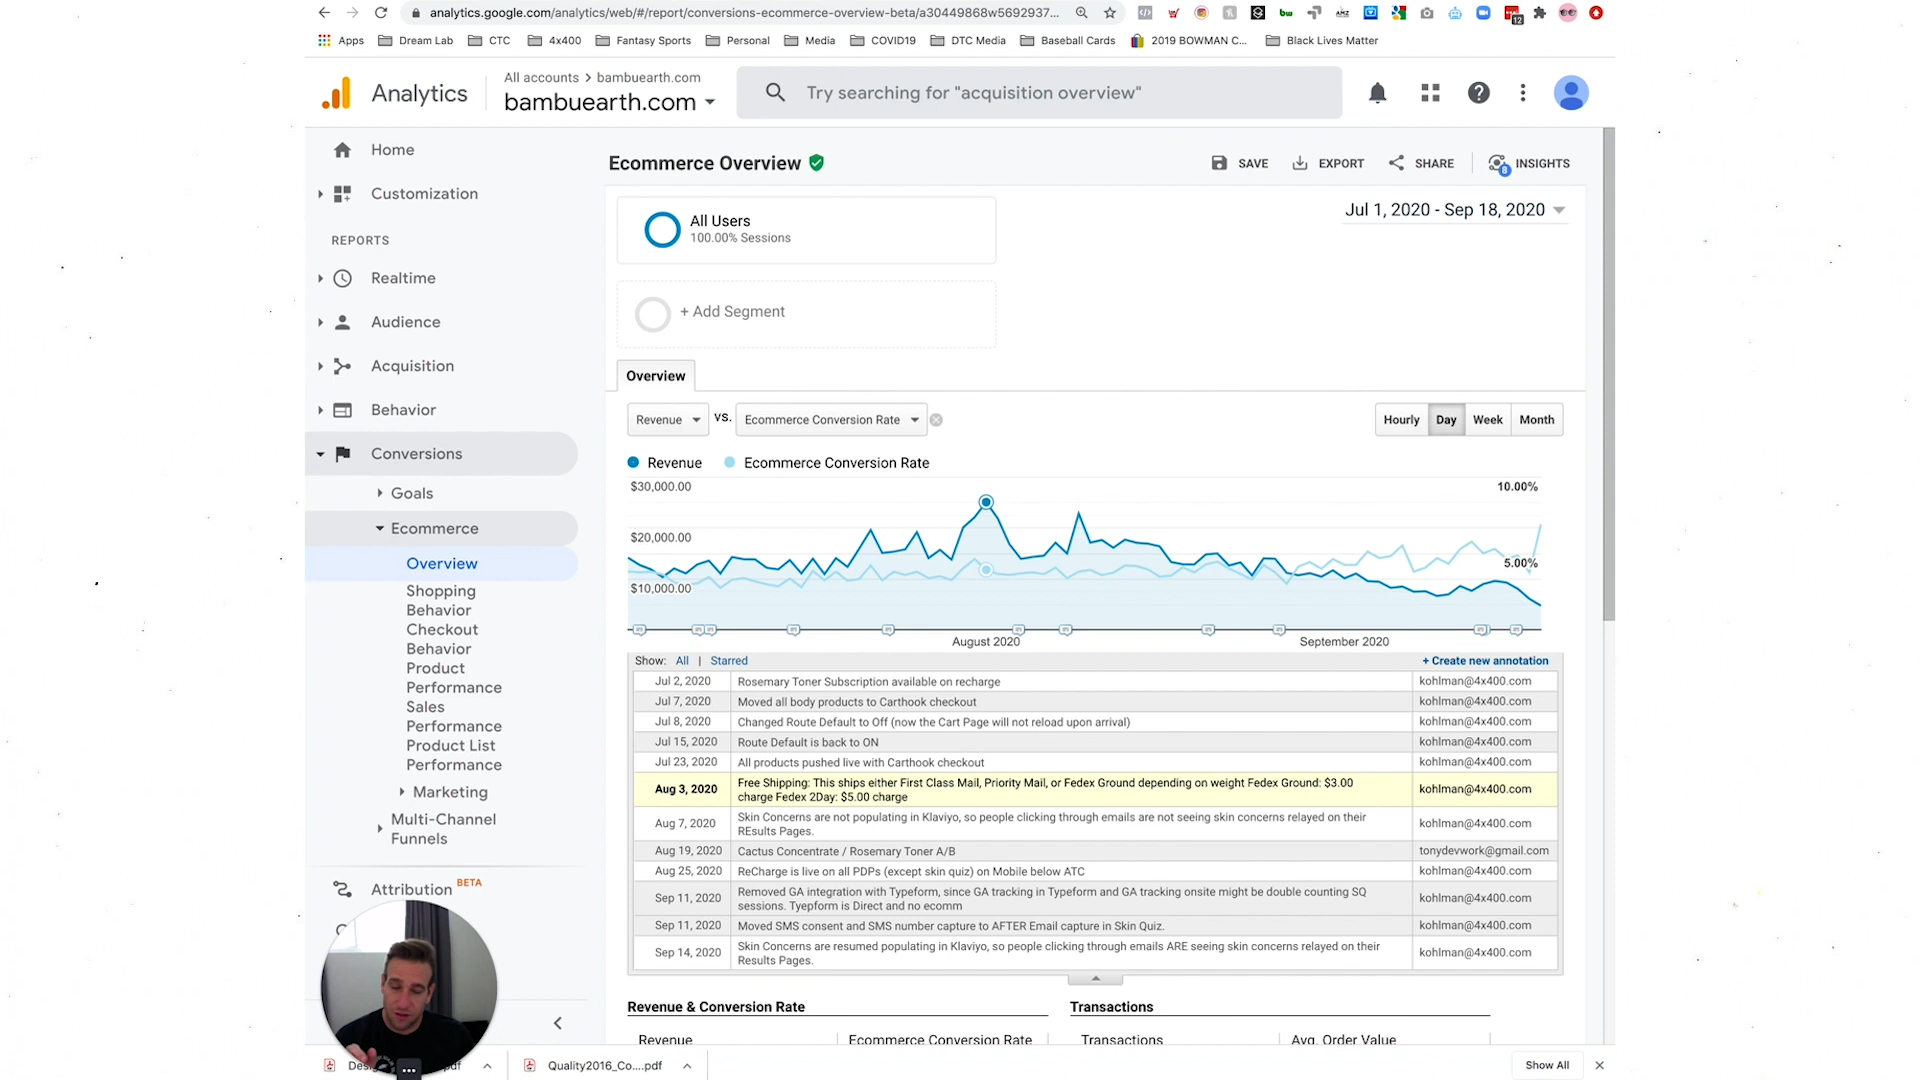 analytics.google.com/analytics/web/#/report/conversions-ecommerce-overview-beta/a30449868w5692937...
12
Apps Dream Lab CTC 4x400 Fantasy Sports Personal Media COVID19 DTC Media Baseball Cards 2019 BOWMAN C... Black Lives Matter
Analytics
All accounts > bambuearth.com
bambuearth.com
Try searching for "acquisition overview"
Home
Customization
REPORTS
Realtime
Audience
Acquisition
Behavior
Conversions
Goals
Ecommerce
Overview
Shopping
Behavior
Checkout
Behavior
Product
Performance
Sales
Performance
Product List
Performance
Marketing
Multi-Channel
Funnels
Attribution BETA
Ecommerce Overview
SAVE EXPORT SHARE INSIGHTS
8
All Users
100.00% Sessions
Jul 1, 2020 - Sep 18, 2020
+ Add Segment
Overview
Revenue vs. Ecommerce Conversion Rate
Hourly Day Week Month
Revenue Ecommerce Conversion Rate
$30,000.00 10.00%
$20,000.00
5.00%
$10,000.00
August 2020 September 2020
Show: All | Starred + Create new annotation
Jul 2, 2020 Rosemary Toner Subscription available on recharge kohlman@4x400.com
Jul 7, 2020 Moved all body products to Carthook checkout kohlman@4x400.com
Jul 8, 2020 Changed Route Default to Off (now the Cart Page will not reload upon arrival) kohlman@4x400.com
Jul 15, 2020 Route Default is back to ON kohlman@4x400.com
Jul 23, 2020 All products pushed live with Carthook checkout kohlman@4x400.com
Aug 3, 2020 Free Shipping: This ships either First Class Mail, Priority Mail, or Fedex Ground depending on weight Fedex Ground: $3.00
charge Fedex 2Day: $5.00 charge kohlman@4x400.com
Aug 7, 2020 Skin Concerns are not populating in Klaviyo, so people clicking through emails are not seeing skin concerns relayed on their
REsults Pages. kohlman@4x400.com
Aug 19, 2020 Cactus Concentrate / Rosemary Toner A/B tonydevwork@gmail.com
Aug 25, 2020 ReCharge is live on all PDPs (except skin quiz) on Mobile below ATC kohlman@4x400.com
Sep 11, 2020 Removed GA integration with Typeform, since GA tracking in Typeform and GA tracking onsite might be double counting SQ
sessions. Tyepform is Direct and no ecomm kohlman@4x400.com
Sep 11, 2020 Moved SMS consent and SMS number capture to AFTER Email capture in Skin Quiz. kohlman@4x400.com
Sep 14, 2020 Skin Concerns are resumed populating in Klaviyo, so people clicking through emails ARE seeing skin concerns relayed on their
Results Pages. kohlman@4x400.com
Revenue & Conversion Rate Transactions
Revenue Ecommerce Conversion Rate Transactions Avg. Order Value
Quality2016_Co....pdf Show All